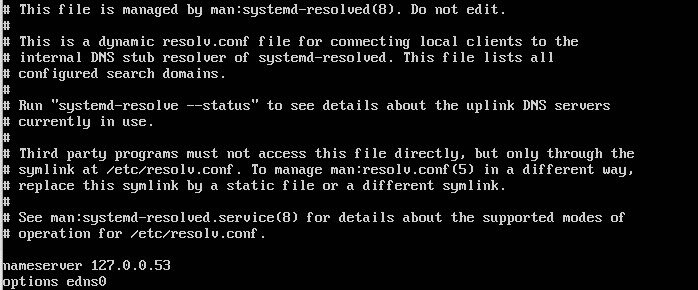 # This file is managed by man:systemd-resolved(8). Do not edit.
#
# This is a dynamic resolv.conf file for connecting local clients to the
# internal DNS stub resolver of systemd-resolved. This file lists all
# configured search domains.
#
# Run "systemd-resolve --status" to see details about the uplink DNS servers
# currently in use.
#
# Third party programs must not access this file directly, but only through the
# symlink at /etc/resolv.conf. To manage man:resolv.conf(5) in a different way,
# replace this symlink by a static file or a different symlink.
#
# See man:systemd-resolved.service(8) for details about the supported modes of
# operation for /etc/resolv.conf.

nameserver 127.0.0.53
options edns0